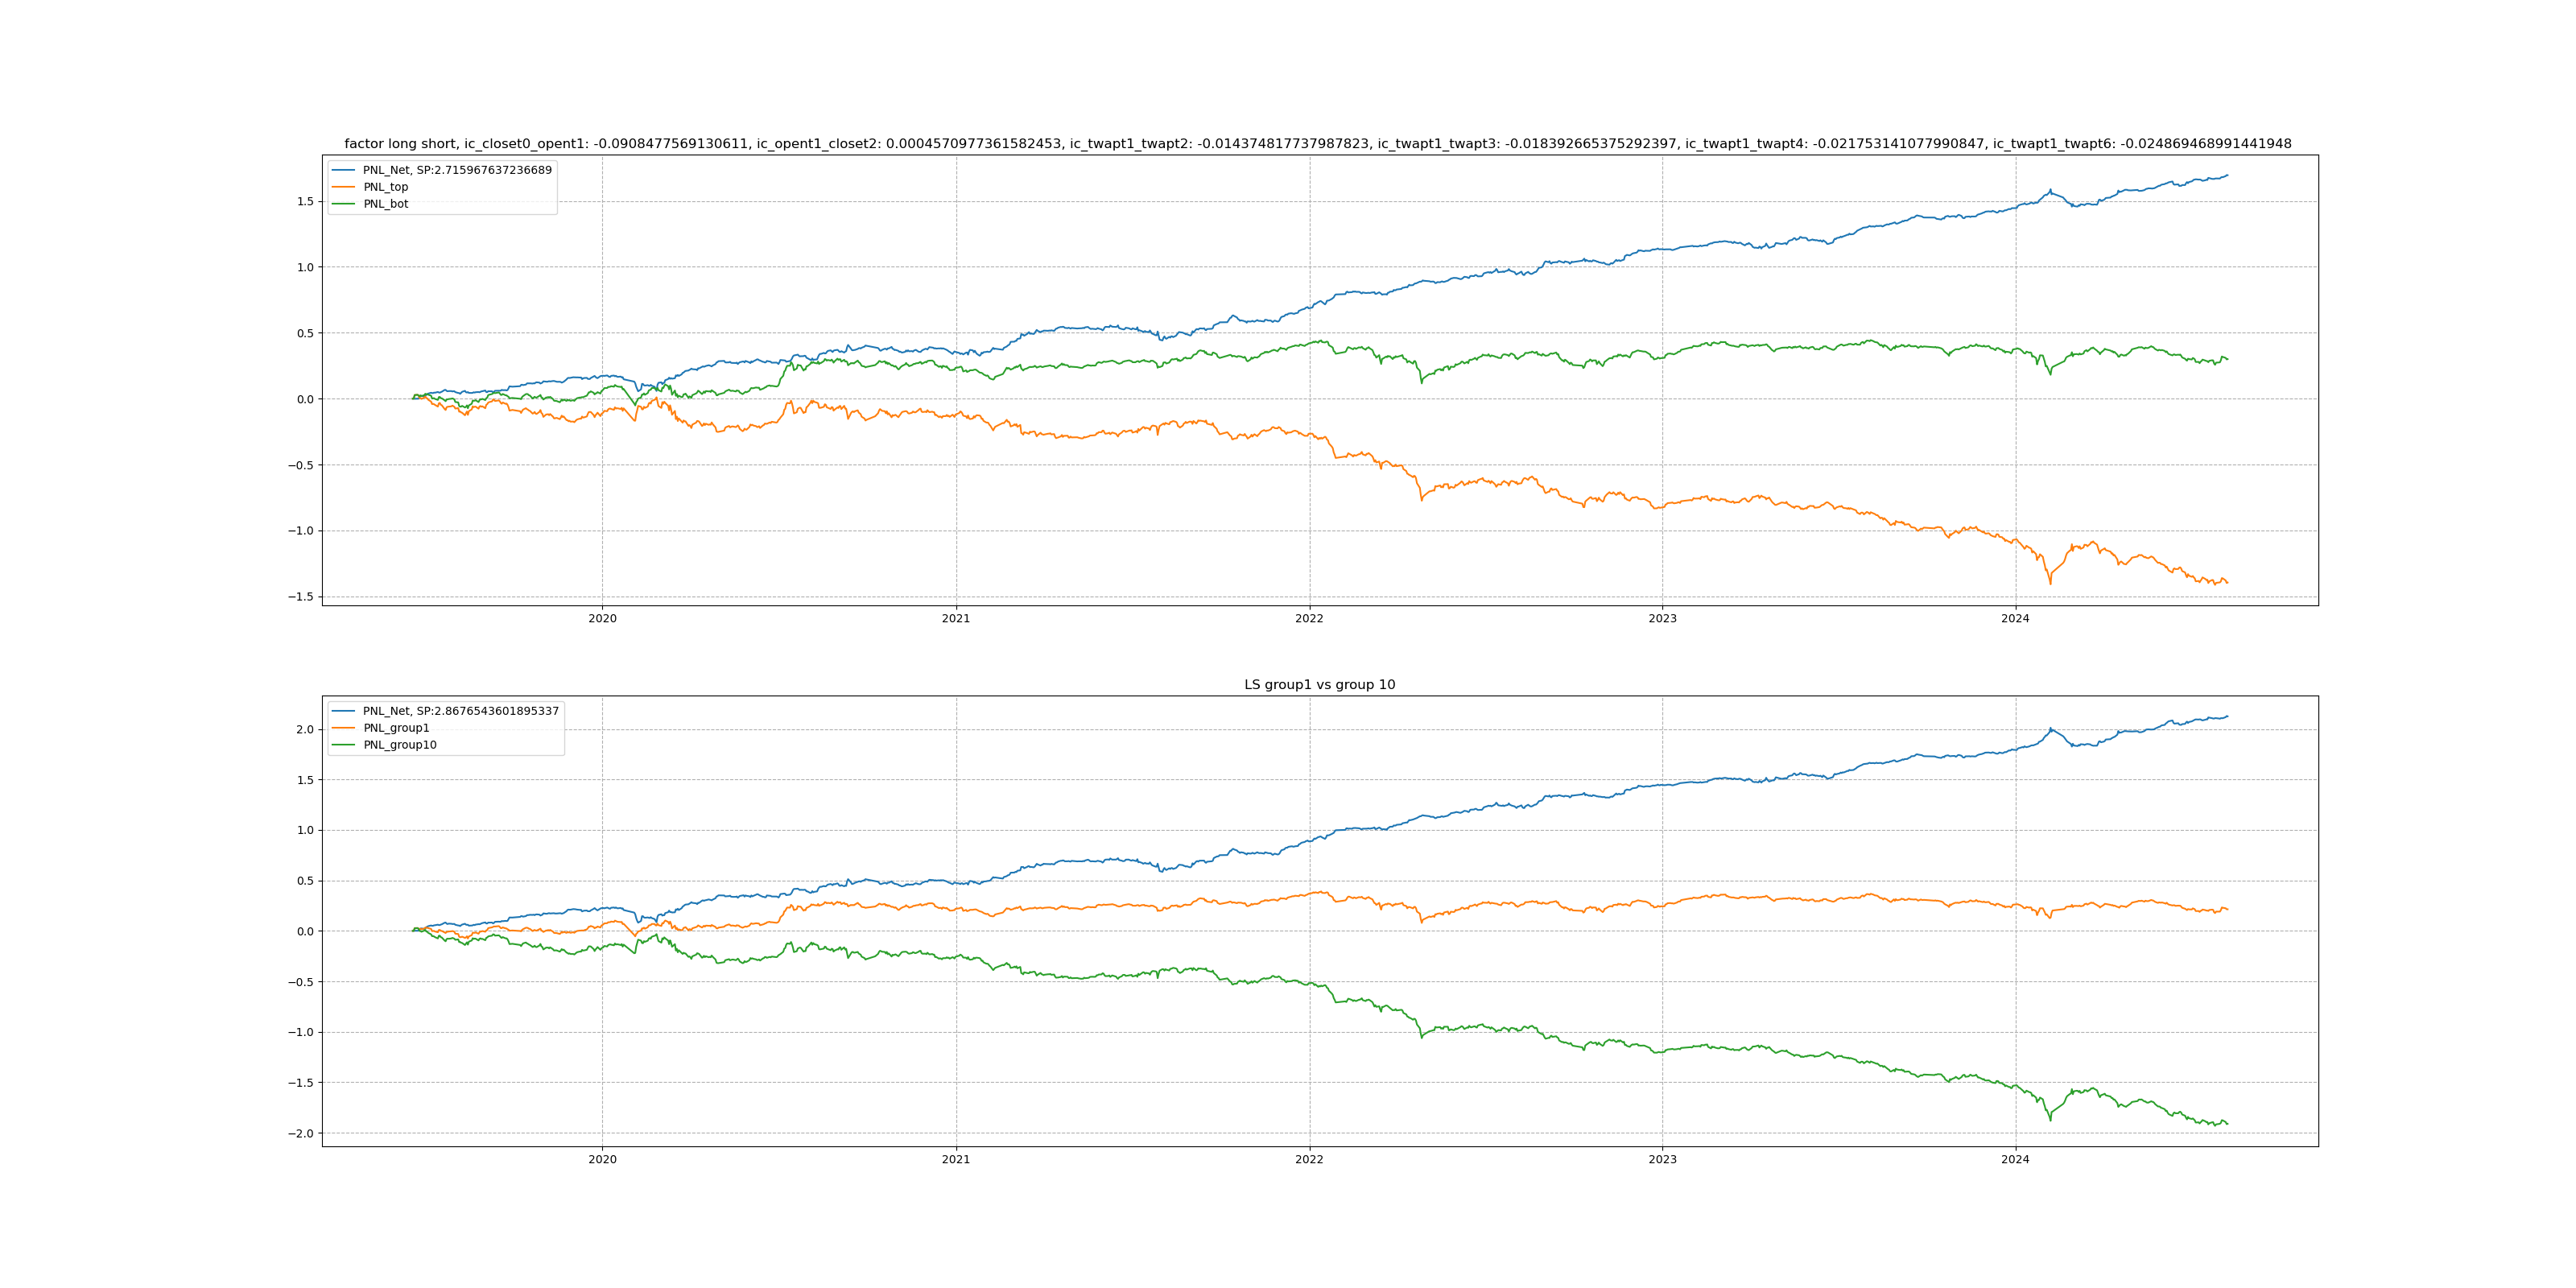 factor long short, ic_closet0_opent1: -0.0908477569130611, ic_opent1_closet2: 0.0004570977361582453, ic_twapt1_twapt2: -0.014374817737987823, ic_twapt1_twapt3: -0.018392665375292397, ic_twapt1_twapt4: -0.021753141077990847, ic_twapt1_twapt6: -0.024869468991441948
PNL_Net, SP:2.715967637236689
PNL_top
PNL_bot
1.5
1.0
0.5
0.0
−0.5
−1.0
−1.5
2020 2021 2022 2023 2024
LS group1 vs group 10
PNL_Net, SP:2.8676543601895337
PNL_group1
PNL_group10
2.0
1.5
1.0
0.5
0.0
−0.5
−1.0
−1.5
−2.0
2020 2021 2022 2023 2024